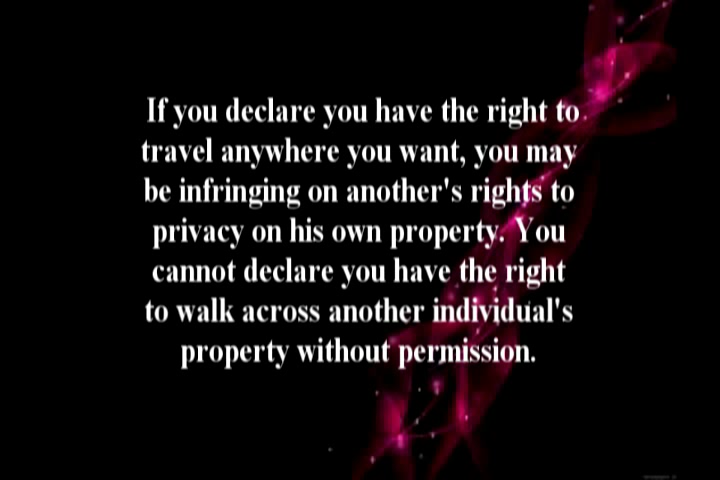 If you declare you have the right to
travel anywhere you want, you may
be infringing on another's rights to
privacy on his own property. You
cannot declare you have the right
to walk across another individual's
property without permission.